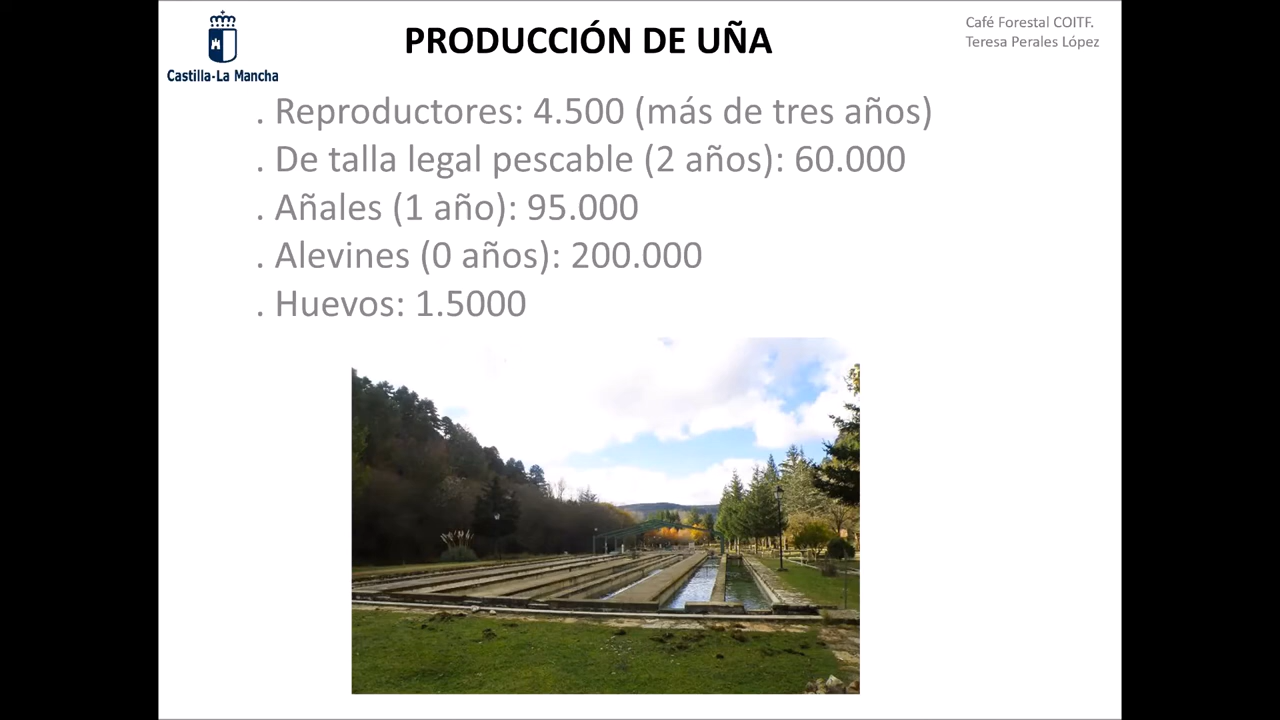 Castilla-La Mancha
PRODUCCIÓN DE UÑA
Café Forestal COITF.
Teresa Perales López
. Reproductores: 4.500 (más de tres años)
. De talla legal pescable (2 años): 60.000
. Añales (1 año): 95.000
. Alevines (0 años): 200.000
. Huevos: 1.5000